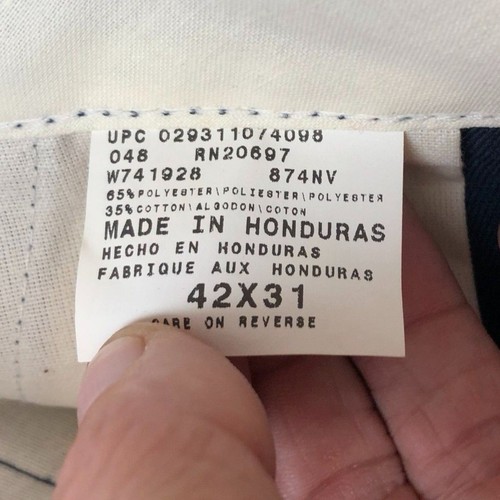 UPC 029311074098
048 RN20697
W741928 874NV
65% POLYESTER\POLIESTER\POLYESTER
35% COTTON\ALGODON\COTON
MADE IN HONDURAS
HECHO EN HONDURAS
FABRIQUE AUX HONDURAS
42X31
CARE ON REVERSE